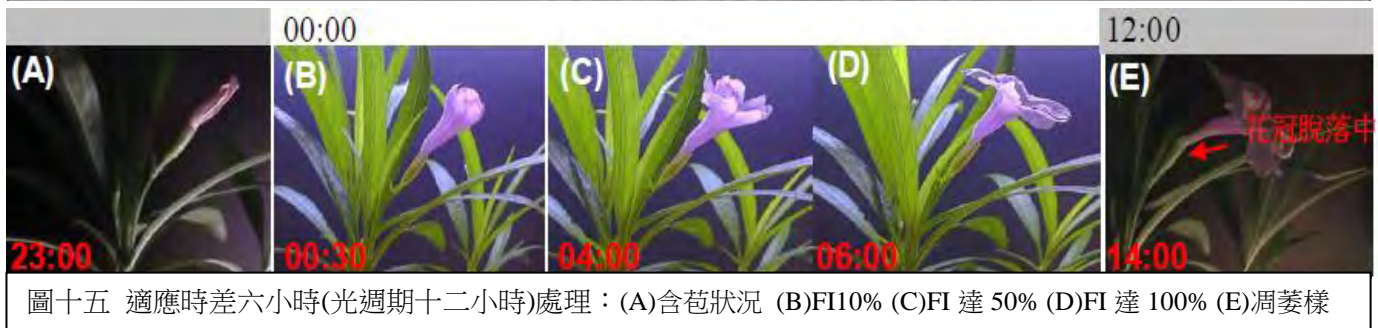 00:00 12:00
(A) (B) (C) (D) (E)
花冠脫落中
23:00 00:30 04:00 06:00 14:00
圖十五 適應時差六小時(光週期十二小時)處理：(A)含苞狀況 (B)FI10% (C)FI 達 50% (D)FI 達 100% (E)凋萎樣